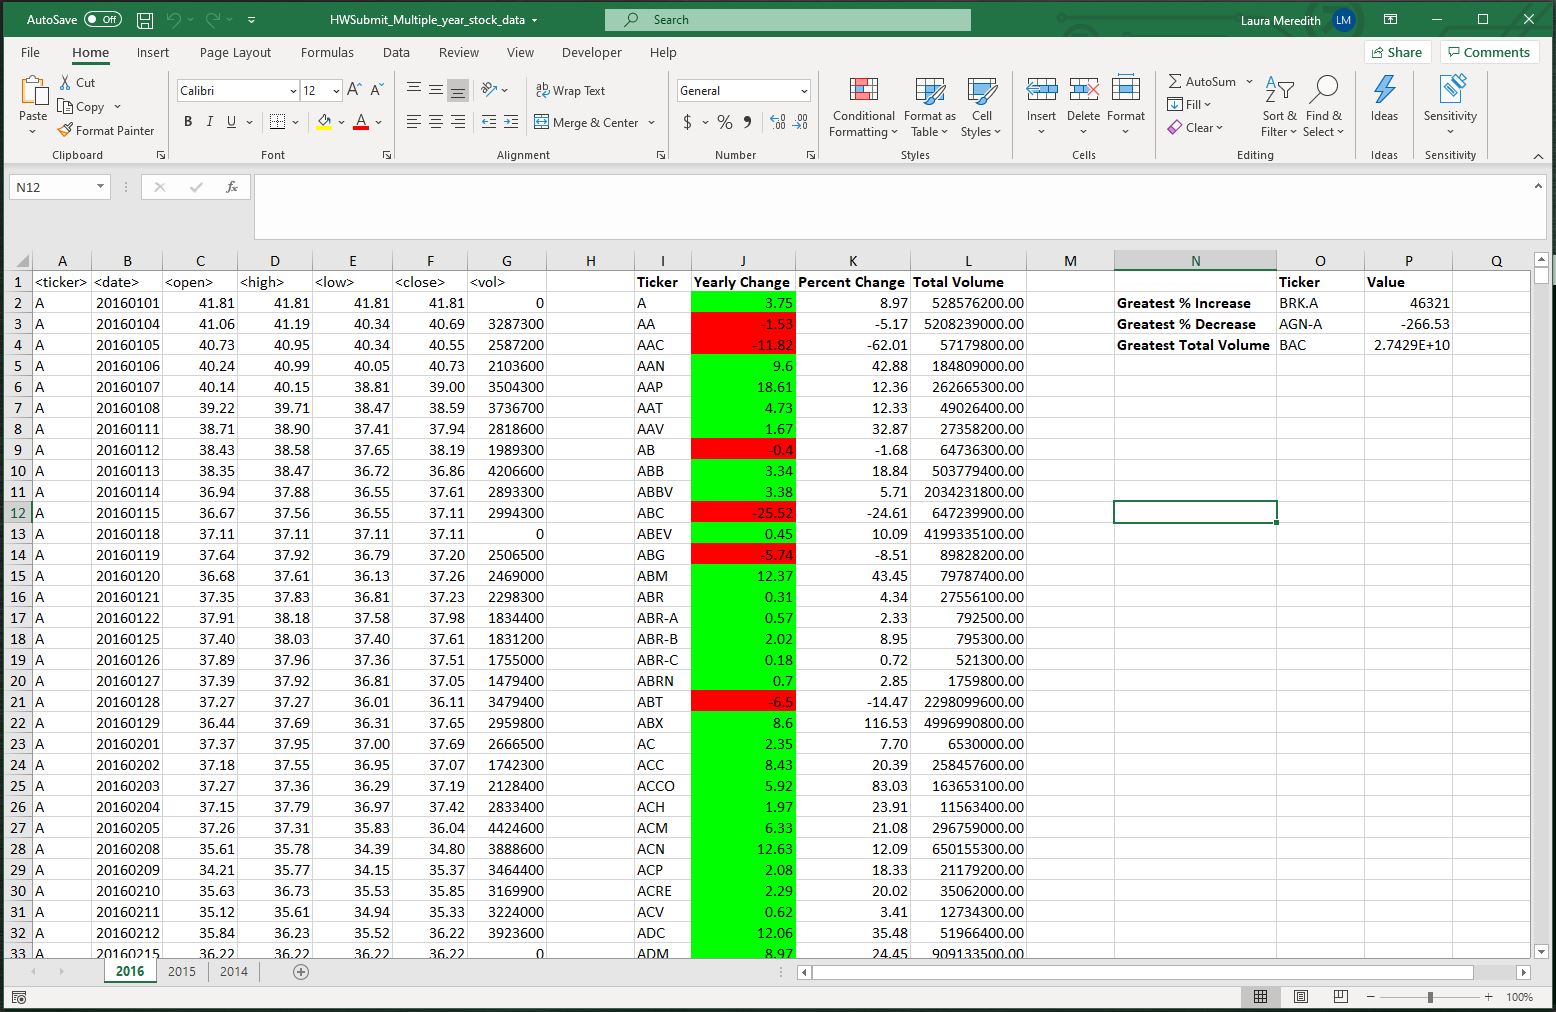 AutoSave Off HWSubmit_Multiple_year_stock_data Search Laura Meredith LM
File Home Insert Page Layout Formulas Data Review View Developer Help Share Comments
Paste Cut Copy Format Painter Clipboard
Calibri 12 A A B I U A Font
ab Wrap Text Merge & Center Alignment
General $ % 9 .00 .00 Number
Conditional Formatting Format as Table Cell Styles Styles
Insert Delete Format Cells
AutoSum Fill Clear Sort & Filter Find & Select Editing
Ideas Ideas
Sensitivity Sensitivity
N12 fx
A B C D E F G H I J K L M N O P Q
1 <ticker> <date> <open> <high> <low> <close> <vol> Ticker Yearly Change Percent Change Total Volume Ticker Value
2 A 20160101 41.81 41.81 41.81 41.81 0 A 3.75 8.97 528576200.00 Greatest % Increase BRK.A 46321
3 A 20160104 41.06 41.19 40.34 40.69 3287300 AA -1.53 -5.17 5208239000.00 Greatest % Decrease AGN-A -266.53
4 A 20160105 40.73 40.95 40.34 40.55 2587200 AAC -11.82 -62.01 57179800.00 Greatest Total Volume BAC 2.7429E+10
5 A 20160106 40.24 40.99 40.05 40.73 2103600 AAN 9.6 42.88 184809000.00
6 A 20160107 40.14 40.15 38.81 39.00 3504300 AAP 18.61 12.36 262665300.00
7 A 20160108 39.22 39.71 38.47 38.59 3736700 AAT 4.73 12.33 49026400.00
8 A 20160111 38.71 38.90 37.41 37.94 2818600 AAV 1.67 32.87 27358200.00
9 A 20160112 38.43 38.58 37.65 38.19 1989300 AB -0.4 -1.68 64736300.00
10 A 20160113 38.35 38.47 36.72 36.86 4206600 ABB 3.34 18.84 503779400.00
11 A 20160114 36.94 37.88 36.55 37.61 2893300 ABBV 3.38 5.71 2034231800.00
12 A 20160115 36.67 37.56 36.55 37.11 2994300 ABC -25.52 -24.61 647239900.00
13 A 20160118 37.11 37.11 37.11 37.11 0 ABEV 0.45 10.09 4199335100.00
14 A 20160119 37.64 37.92 36.79 37.20 2506500 ABG -5.74 -8.51 89828200.00
15 A 20160120 36.68 37.61 36.13 37.26 2469000 ABM 12.37 43.45 79787400.00
16 A 20160121 37.35 37.83 36.81 37.23 2298300 ABR 0.31 4.34 27556100.00
17 A 20160122 37.91 38.18 37.58 37.98 1834400 ABR-A 0.57 2.33 792500.00
18 A 20160125 37.40 38.03 37.40 37.61 1831200 ABR-B 2.02 8.95 795300.00
19 A 20160126 37.89 37.96 37.36 37.51 1755000 ABR-C 0.18 0.72 521300.00
20 A 20160127 37.39 37.92 36.81 37.05 1479400 ABRN 0.7 2.85 1759800.00
21 A 20160128 37.27 37.27 36.01 36.11 3479400 ABT -6.5 -14.47 2298099600.00
22 A 20160129 36.44 37.69 36.31 37.65 2959800 ABX 8.6 116.53 4996990800.00
23 A 20160201 37.37 37.95 37.00 37.69 2666500 AC 2.35 7.70 6530000.00
24 A 20160202 37.18 37.55 36.95 37.07 1742300 ACC 8.43 20.39 258457600.00
25 A 20160203 37.27 37.36 36.29 37.19 2128400 ACCO 5.92 83.03 163653100.00
26 A 20160204 37.15 37.79 36.97 37.42 2833400 ACH 1.97 23.91 11563400.00
27 A 20160205 37.26 37.31 35.83 36.04 4424600 ACM 6.33 21.08 296759000.00
28 A 20160208 35.61 35.78 34.39 34.80 3888600 ACN 12.63 12.09 650155300.00
29 A 20160209 34.21 35.77 34.15 35.37 3464400 ACP 2.08 18.33 21179200.00
30 A 20160210 35.63 36.73 35.53 35.85 3169900 ACRE 2.29 20.02 35062000.00
31 A 20160211 35.12 35.61 34.94 35.33 3224000 ACV 0.62 3.41 12734300.00
32 A 20160212 35.84 36.23 35.52 36.22 3923600 ADC 12.06 35.48 51966400.00
33 A 20160215 36.22 36.22 36.22 36.22 0 ADM 8.97 24.45 909133500.00
2016 2015 2014
100%